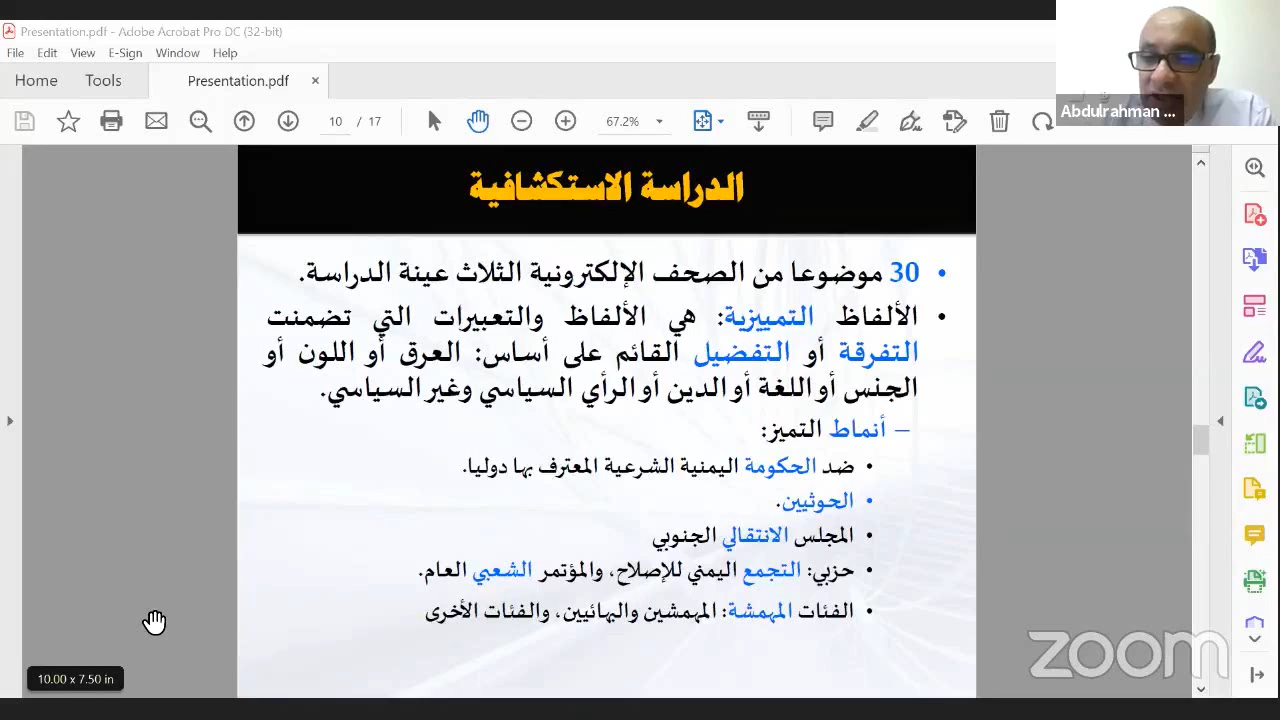 Presentation.pdf - Adobe Acrobat Pro DC (32-bit)
File Edit View E-Sign Window Help
Home Tools Presentation.pdf ×
10 / 17 67.2%
Abdulrahman ...
الدراسة الاستكشافية
• 30 موضوعا من الصحف الإلكترونية الثلاث عينة الدراسة.
• الألفاظ التمييزية: هي الألفاظ والتعبيرات التي تضمنت
التفرقة أو التفضيل القائم على أساس: العرق أو اللون أو
الجنس أو اللغة أو الدين أو الرأي السياسي وغير السياسي.
– أنماط التميز:
• ضد الحكومة اليمنية الشرعية المعترف بها دوليا.
• الحوثيين.
• المجلس الانتقالي الجنوبي
• حزبي: التجمع اليمني للإصلاح، والمؤتمر الشعبي العام.
• الفئات المهمشة: المهمشين والبهائيين، والفئات الأخرى
zoom
10.00 x 7.50 in